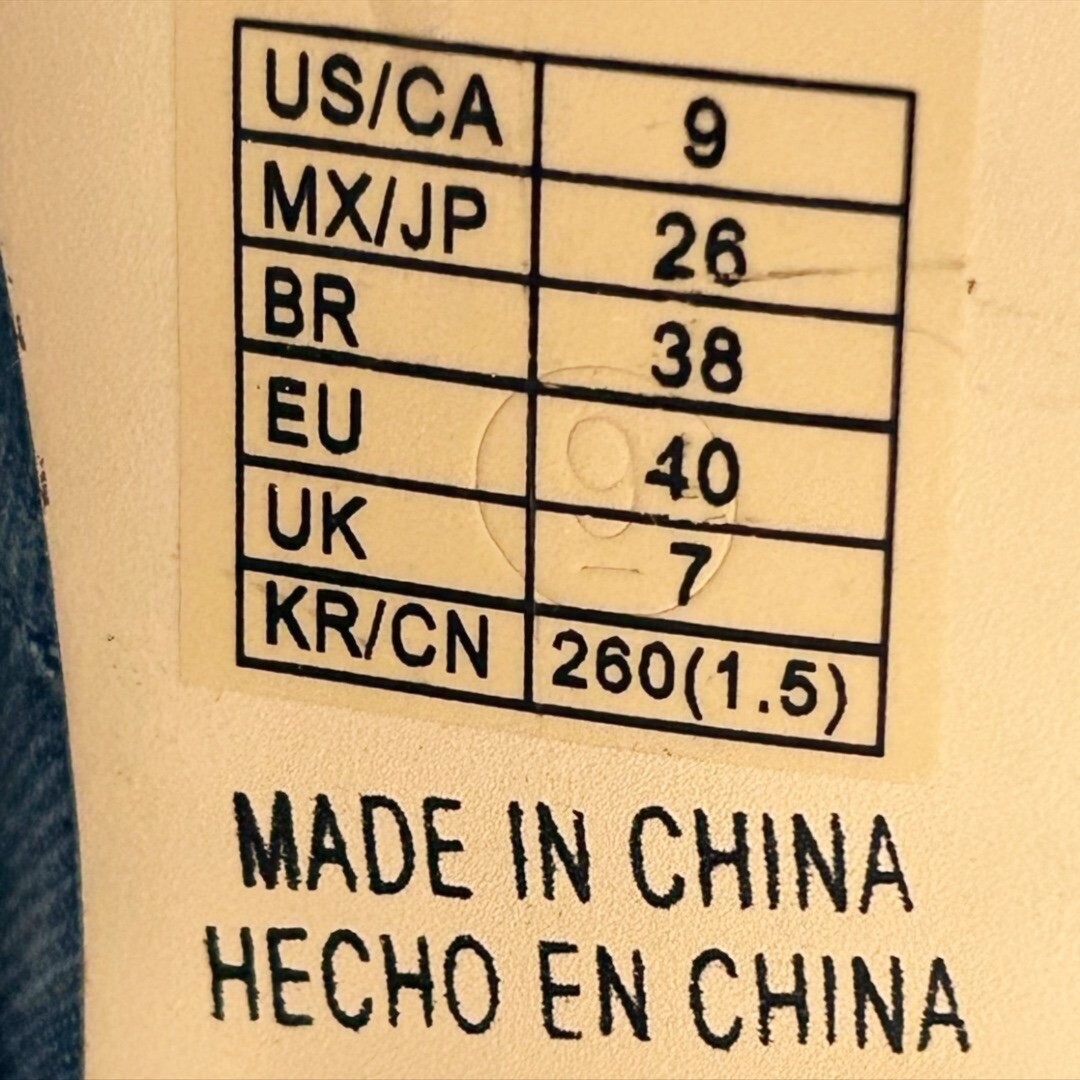 US/CA 9
MX/JP 26
BR 38
EU 40
UK 7
KR/CN 260(1.5)
MADE IN CHINA
HECHO EN CHINA